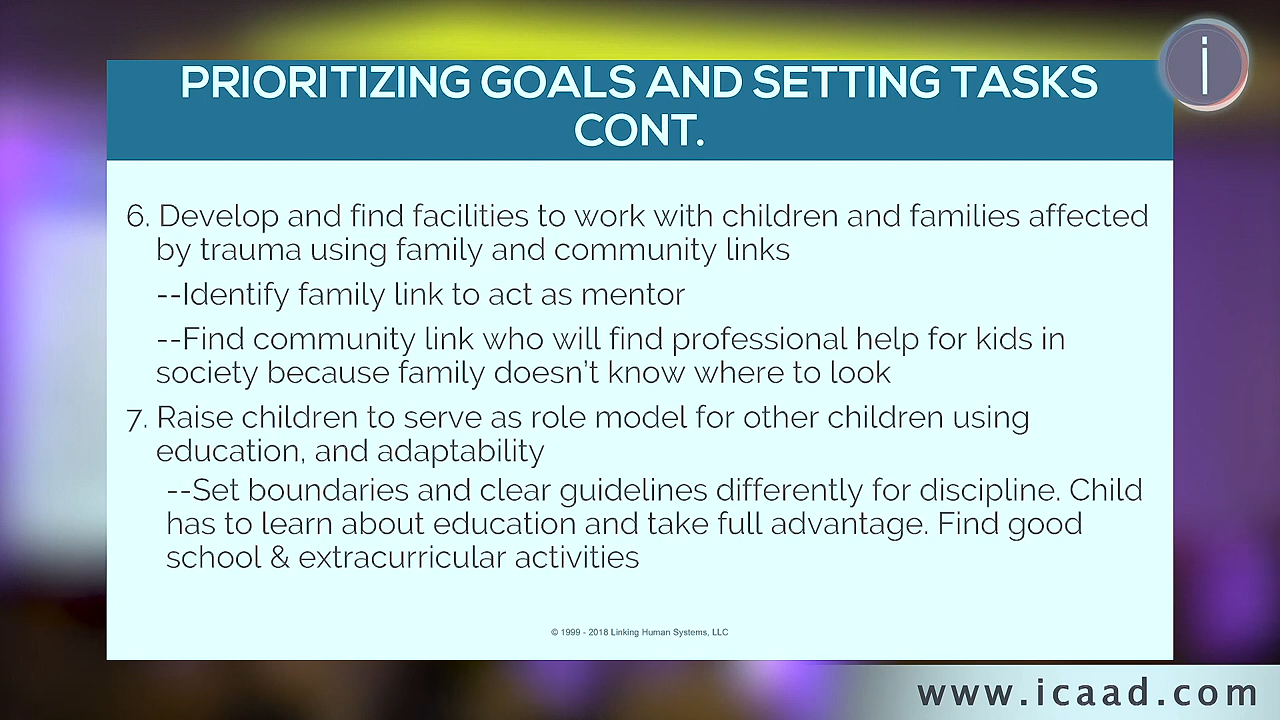 i
PRIORITIZING GOALS AND SETTING TASKS
CONT.
6. Develop and find facilities to work with children and families affected
by trauma using family and community links
--Identify family link to act as mentor
--Find community link who will find professional help for kids in
society because family doesn't know where to look
7. Raise children to serve as role model for other children using
education, and adaptability
--Set boundaries and clear guidelines differently for discipline. Child
has to learn about education and take full advantage. Find good
school & extracurricular activities
© 1999 - 2018 Linking Human Systems, LLC
www.icaad.com